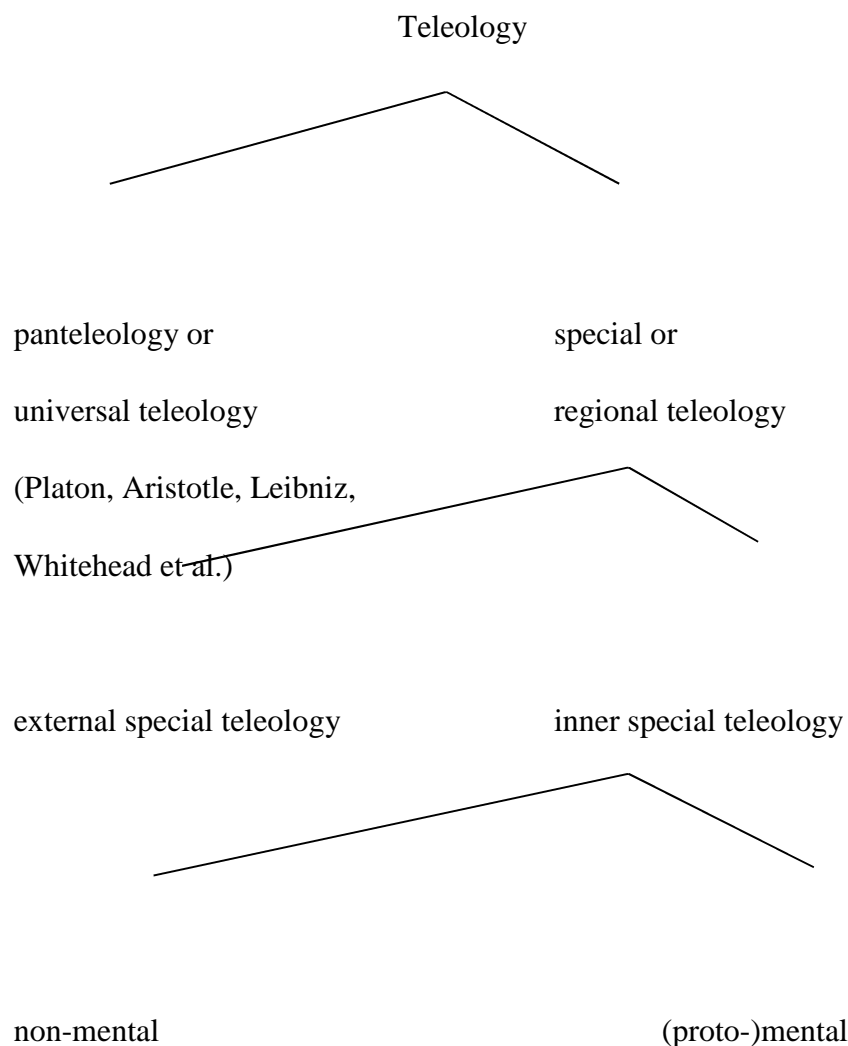 Teleology
panteleology or
special or
universal teleology
regional teleology
(Platon, Aristotle, Leibniz,
Whitehead et al.)
external special teleology
inner special teleology
non-mental
(proto-)mental